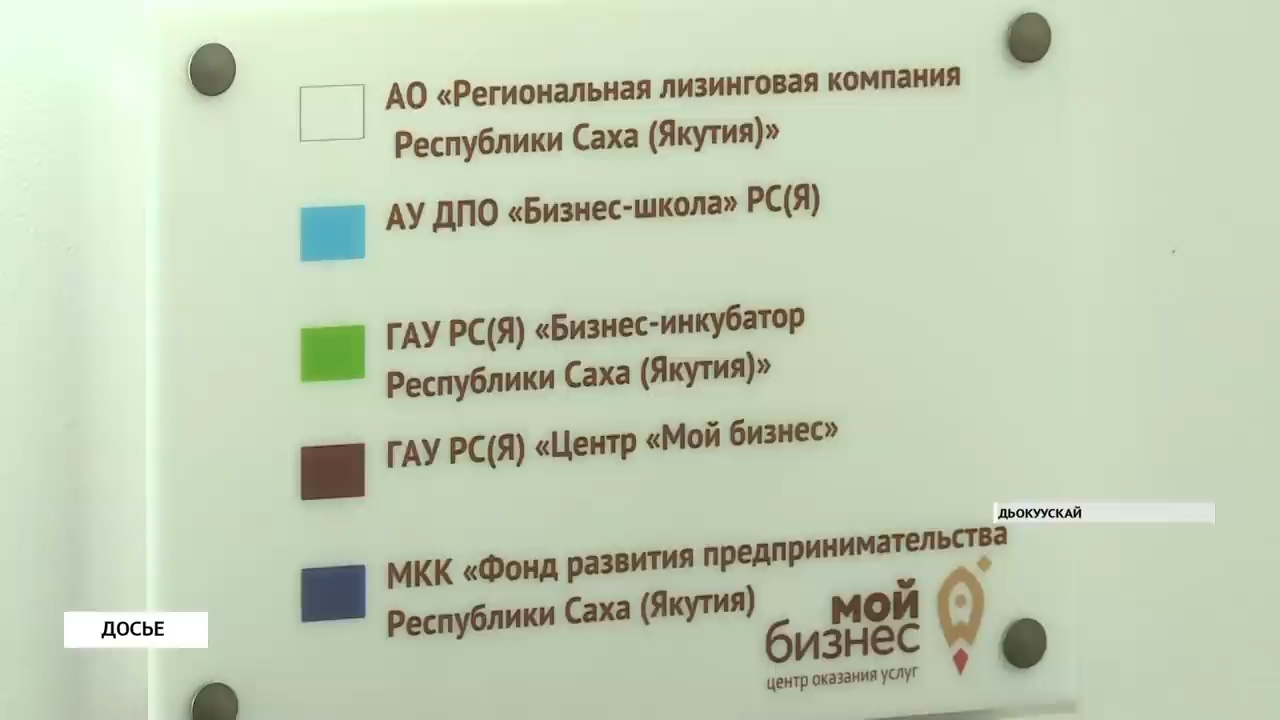 АО «Региональная лизинговая компания
Республики Саха (Якутия)»
АУ ДПО «Бизнес-школа» РС(Я)
ГАУ РС(Я) «Бизнес-инкубатор
Республики Саха (Якутия)»
ГАУ РС(Я) «Центр «Мой бизнес»
МКК «Фонд развития предпринимательства
Республики Саха (Якутия)
мой
бизнес
центр оказания услуг
ДЬОКУУСКАЙ
ДОСЬЕ